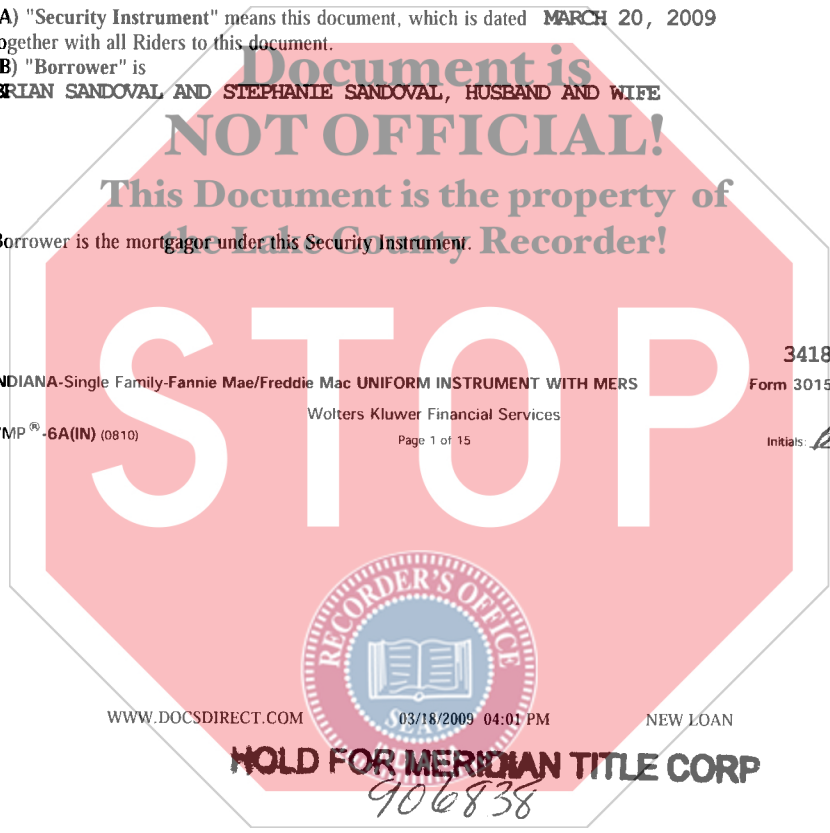 A) "Security Instrument" means this document, which is dated MARCH 20, 2009
ogether with all Riders to this document.
B) "Borrower" is
BRIAN SANDOVAL AND STEPHANIE SANDOVAL, HUSBAND AND WIFE
Document is
NOT OFFICIAL!
This Document is the property of
the Lake County Recorder!
Borrower is the mortgagor under this Security Instrument.
STOP
3418
NDIANA-Single Family-Fannie Mae/Freddie Mac UNIFORM INSTRUMENT WITH MERS Form 3015
Wolters Kluwer Financial Services
VMP ® -6A(IN) (0810) Page 1 of 15 Initials:
RECORDER'S OFFICE
SEAL
WWW.DOCSDIRECT.COM 03/18/2009 04:01 PM NEW LOAN
HOLD FOR MERIDIAN TITLE CORP
906838